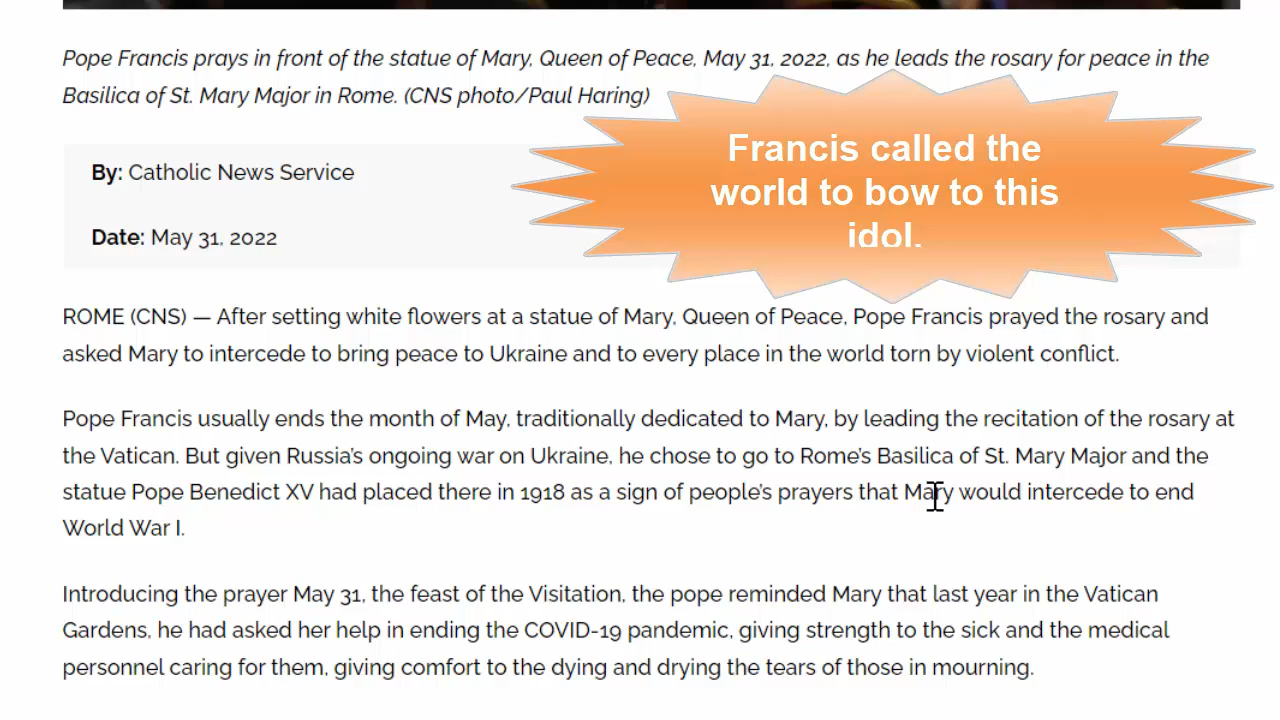 Pope Francis prays in front of the statue of Mary, Queen of Peace, May 31, 2022, as he leads the rosary for peace in the
Basilica of St. Mary Major in Rome. (CNS photo/Paul Haring)
Francis called the
world to bow to this
idol.
By: Catholic News Service
Date: May 31, 2022
ROME (CNS) — After setting white flowers at a statue of Mary, Queen of Peace, Pope Francis prayed the rosary and
asked Mary to intercede to bring peace to Ukraine and to every place in the world torn by violent conflict.
Pope Francis usually ends the month of May, traditionally dedicated to Mary, by leading the recitation of the rosary at
the Vatican. But given Russia’s ongoing war on Ukraine, he chose to go to Rome’s Basilica of St. Mary Major and the
statue Pope Benedict XV had placed there in 1918 as a sign of people’s prayers that Mary would intercede to end
World War I.
Introducing the prayer May 31, the feast of the Visitation, the pope reminded Mary that last year in the Vatican
Gardens, he had asked her help in ending the COVID-19 pandemic, giving strength to the sick and the medical
personnel caring for them, giving comfort to the dying and drying the tears of those in mourning.